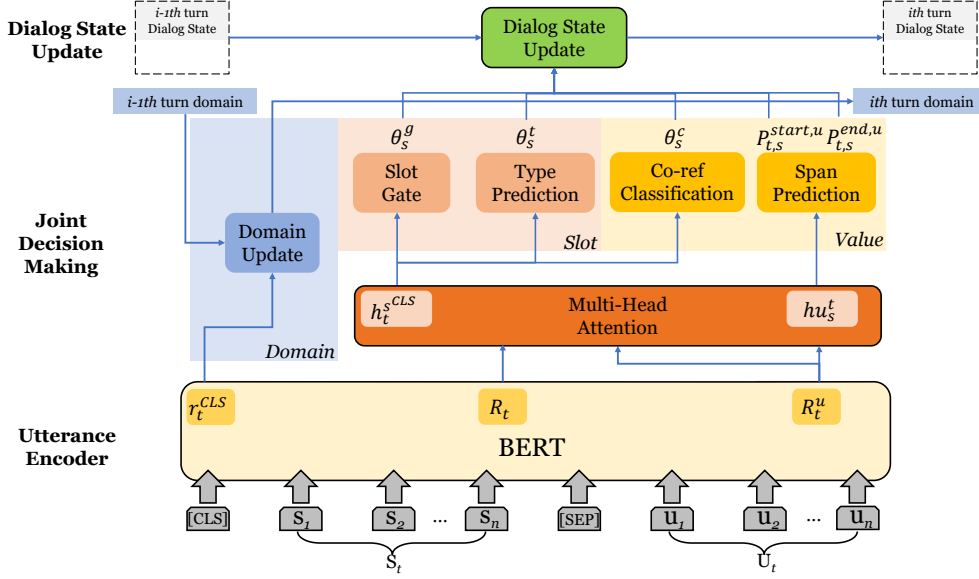 Dialog State
Update
i-1th turn
Dialog State
Dialog State
Update
ith turn
Dialog State
i-1th turn domain
ith turn domain
θ_s^g
θ_s^t
θ_s^c
P_{t,s}^{start,u} P_{t,s}^{end,u}
Slot
Gate
Type
Prediction
Co-ref
Classification
Span
Prediction
Joint
Decision
Making
Domain
Update
Slot
Value
h_t^{s^{CLS}}
Multi-Head
Attention
hu_s^t
Domain
r_t^{CLS}
R_t
R_t^u
Utterance
Encoder
BERT
[CLS]
s_1
s_2
...
s_n
[SEP]
u_1
u_2
...
u_n
S_t
U_t